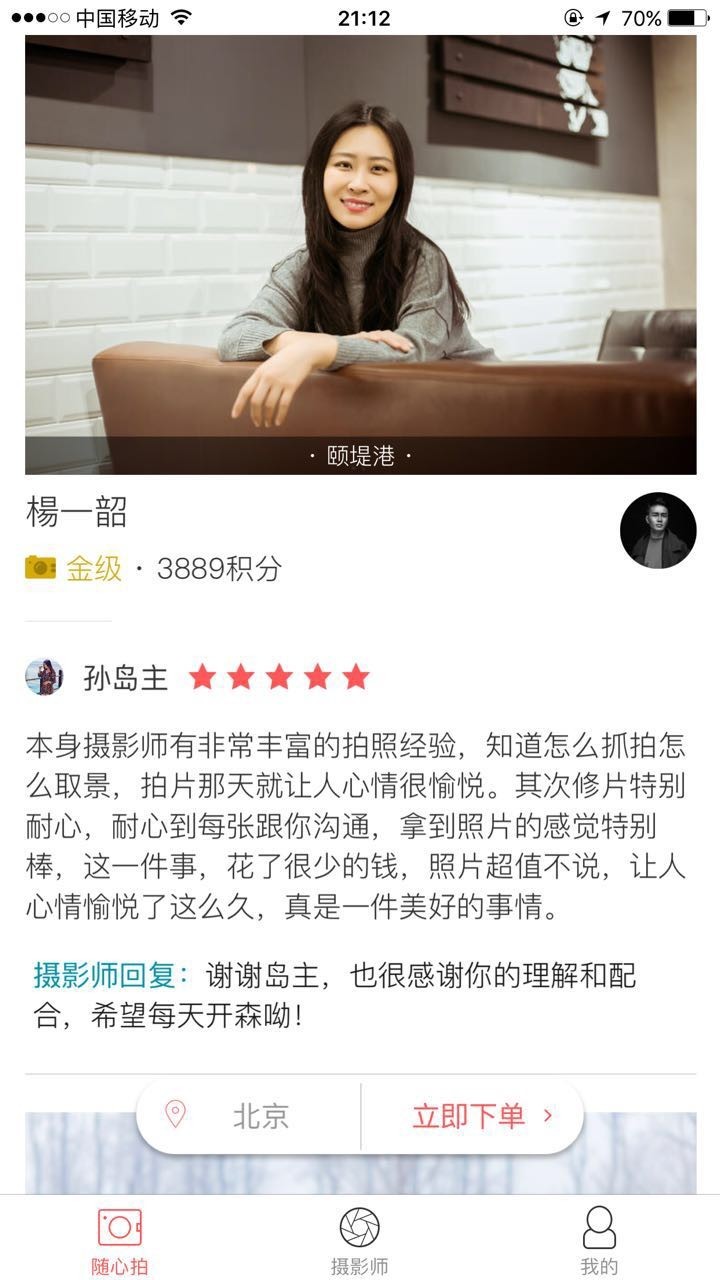 中国移动
21:12
70%
· 颐堤港 ·
楊一韶
金级 · 3889积分
孙岛主
本身摄影师有非常丰富的拍照经验，知道怎么抓拍怎
么取景，拍片那天就让人心情很愉悦。其次修片特别
耐心，耐心到每张跟你沟通，拿到照片的感觉特别
棒，这一件事，花了很少的钱，照片超值不说，让人
心情愉悦了这么久，真是一件美好的事情。
摄影师回复：谢谢岛主，也很感谢你的理解和配
合，希望每天开森呦！
北京
立即下单
随心拍
摄影师
我的